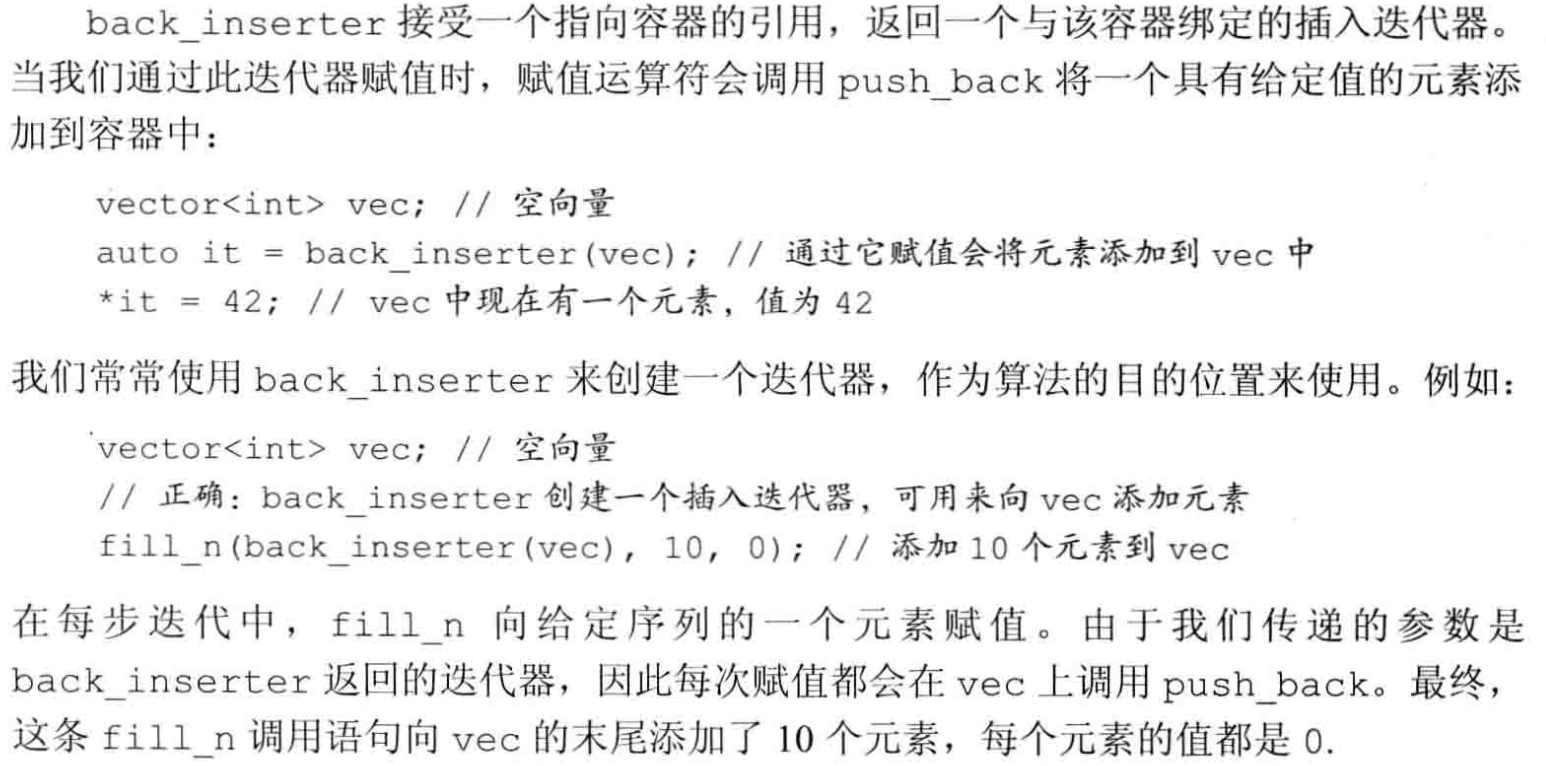 back_inserter 接受一个指向容器的引用，返回一个与该容器绑定的插入迭代器。
当我们通过此迭代器赋值时，赋值运算符会调用 push_back 将一个具有给定值的元素添
加到容器中：
vector<int> vec; // 空向量
auto it = back_inserter(vec); // 通过它赋值会将元素添加到 vec 中
*it = 42; // vec 中现在有一个元素，值为 42
我们常常使用 back_inserter 来创建一个迭代器，作为算法的目的位置来使用。例如：
vector<int> vec; // 空向量
// 正确：back_inserter 创建一个插入迭代器，可用来向 vec 添加元素
fill_n(back_inserter(vec), 10, 0); // 添加 10 个元素到 vec
在每步迭代中，fill_n 向给定序列的一个元素赋值。由于我们传递的参数是
back_inserter 返回的迭代器，因此每次赋值都会在 vec 上调用 push_back。最终，
这条 fill_n 调用语句向 vec 的末尾添加了 10 个元素，每个元素的值都是 0.